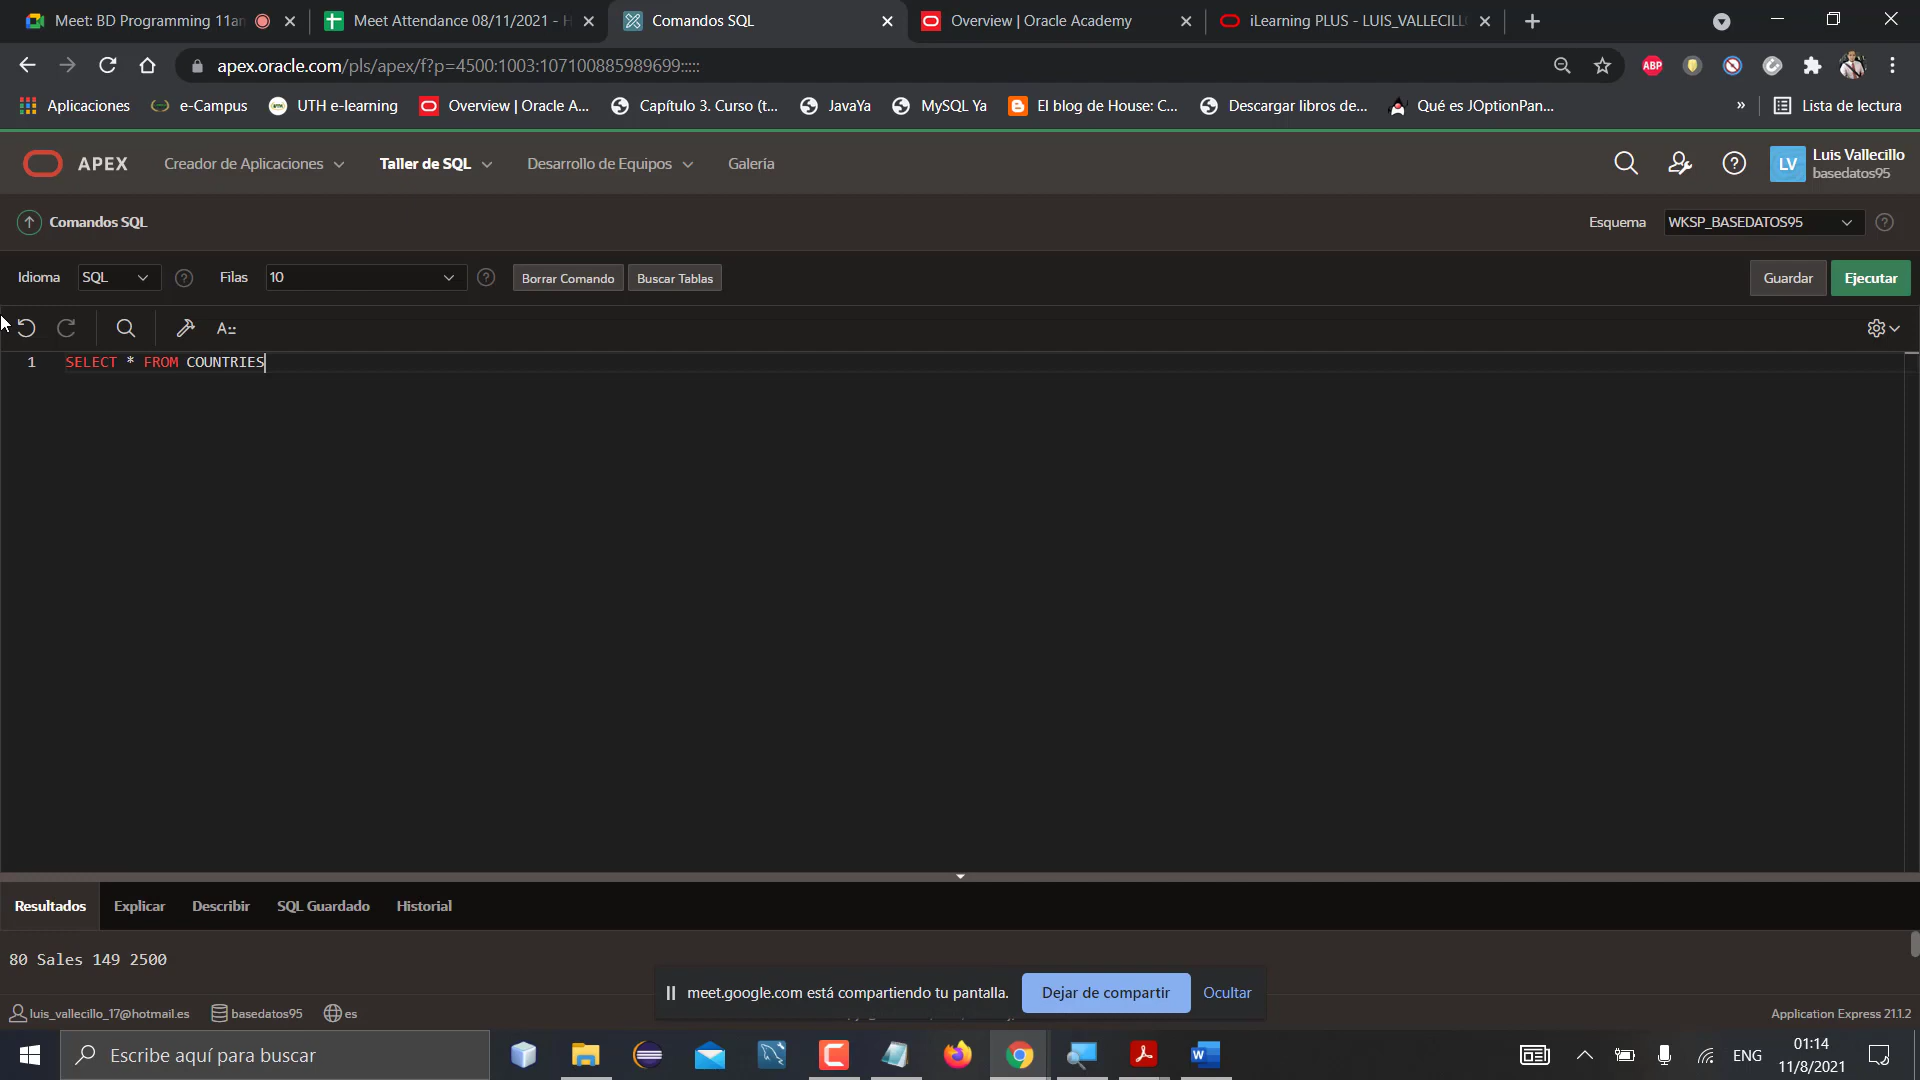 Meet: BD Programming 11am
Meet Attendance 08/11/2021 - H
Comandos SQL
Overview | Oracle Academy
iLearning PLUS - LUIS_VALLECILL
apex.oracle.com/pls/apex/f?p=4500:1003:107100885989699:::::
ABP
Aplicaciones
e-Campus
UTH e-learning
Overview | Oracle A...
Capítulo 3. Curso (t...
JavaYa
MySQL Ya
El blog de House: C...
Descargar libros de...
Qué es JOptionPan...
»
Lista de lectura
APEX
Creador de Aplicaciones
Taller de SQL
Desarrollo de Equipos
Galería
LV
Luis Vallecillo
basedatos95
Comandos SQL
Esquema
WKSP_BASEDATOS95
Idioma
SQL
Filas
10
Borrar Comando
Buscar Tablas
Guardar
Ejecutar
1 SELECT * FROM COUNTRIES
Resultados
Explicar
Describir
SQL Guardado
Historial
80 Sales 149 2500
meet.google.com está compartiendo tu pantalla.
Dejar de compartir
Ocultar
luis_vallecillo_17@hotmail.es
basedatos95
es
Application Express 21.1.2
Escribe aquí para buscar
ENG
01:14
11/8/2021